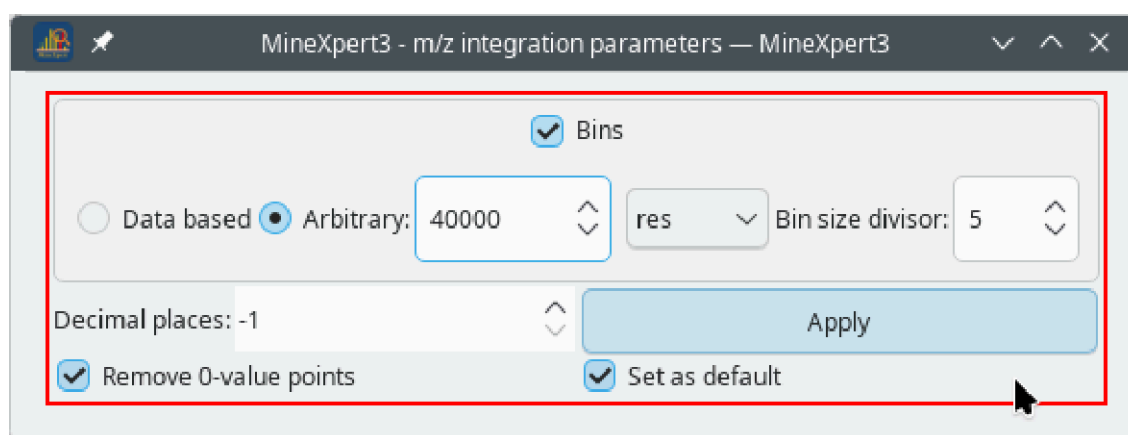 MineXpert3 - m/z integration parameters — MineXpert3
Bins
Data based Arbitrary: 40000 res Bin size divisor: 5
Decimal places: -1 Apply
Remove 0-value points Set as default